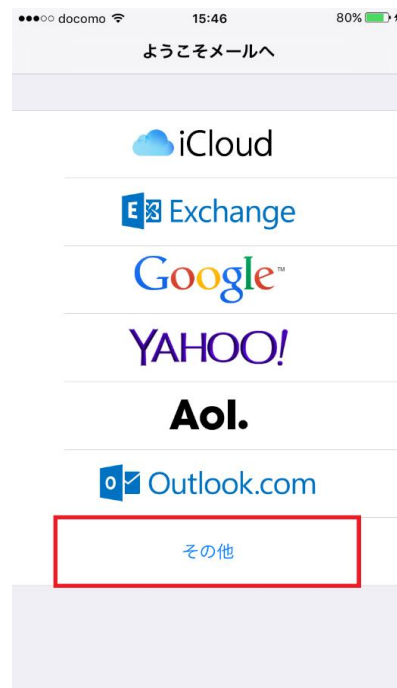 docomo 15:46 80%
ようこそメールへ
iCloud
E Exchange
Google™
YAHOO!
Aol.
o Outlook.com
その他